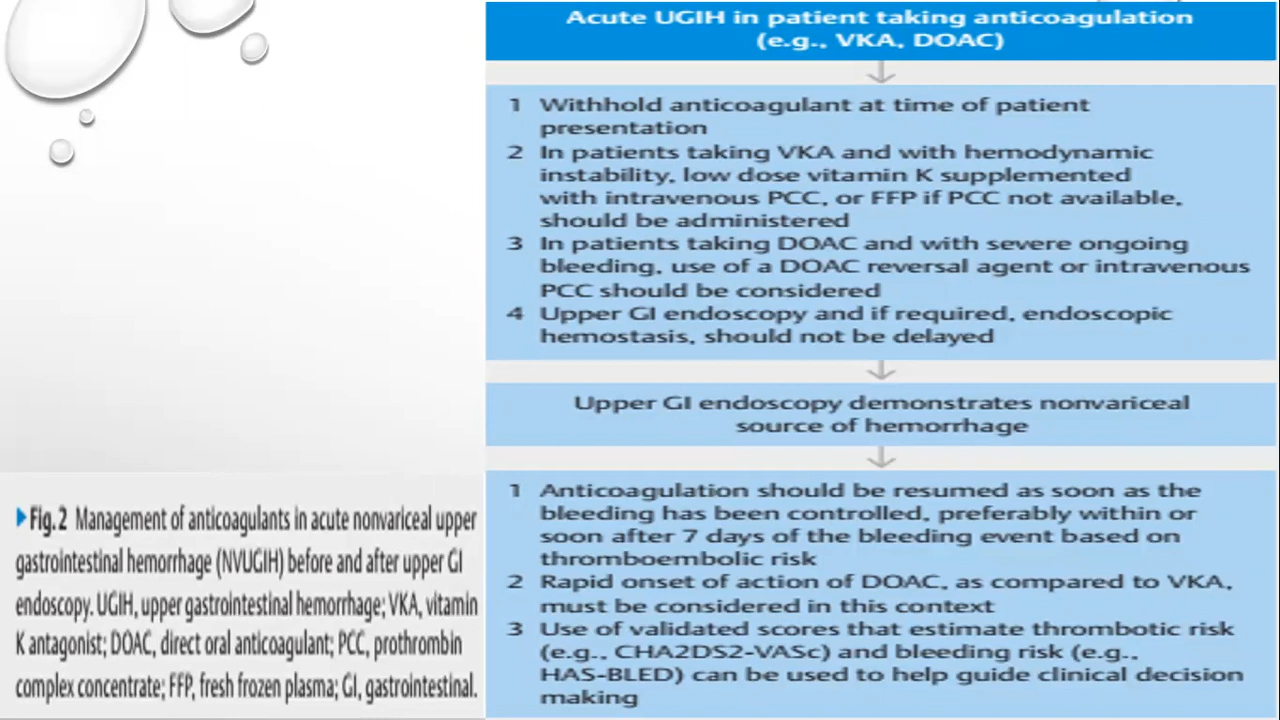 Acute UGIH in patient taking anticoagulation
(e.g., VKA, DOAC)
1 Withhold anticoagulant at time of patient
presentation
2 In patients taking VKA and with hemodynamic
instability, low dose vitamin K supplemented
with intravenous PCC, or FFP if PCC not available,
should be administered
3 In patients taking DOAC and with severe ongoing
bleeding, use of a DOAC reversal agent or intravenous
PCC should be considered
4 Upper GI endoscopy and if required, endoscopic
hemostasis, should not be delayed
Upper GI endoscopy demonstrates nonvariceal
source of hemorrhage
1 Anticoagulation should be resumed as soon as the
bleeding has been controlled, preferably within or
soon after 7 days of the bleeding event based on
thromboembolic risk
2 Rapid onset of action of DOAC, as compared to VKA,
must be considered in this context
3 Use of validated scores that estimate thrombotic risk
(e.g., CHA2DS2-VASc) and bleeding risk (e.g.,
HAS-BLED) can be used to help guide clinical decision
making
Fig. 2 Management of anticoagulants in acute nonvariceal upper
gastrointestinal hemorrhage (NVUGIH) before and after upper GI
endoscopy. UGIH, upper gastrointestinal hemorrhage; VKA, vitamin
K antagonist; DOAC, direct oral anticoagulant; PCC, prothrombin
complex concentrate; FFP, fresh frozen plasma; GI, gastrointestinal.